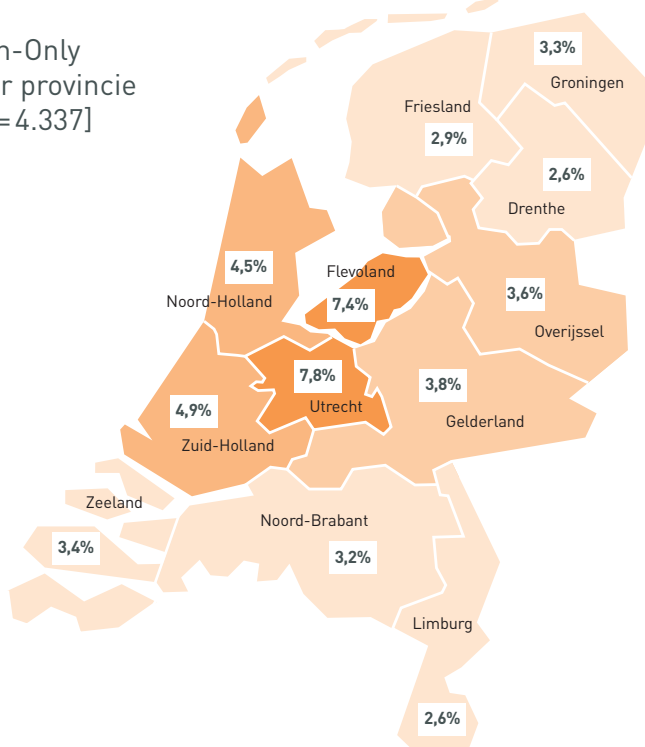 n-Only
r provincie
=4.337]
3,3%
Groningen
Friesland
2,9%
2,6%
Drenthe
4,5%
Noord-Holland
Flevoland
7,4%
3,6%
Overijssel
7,8%
Utrecht
3,8%
Gelderland
4,9%
Zuid-Holland
Zeeland
3,4%
Noord-Brabant
3,2%
Limburg
2,6%